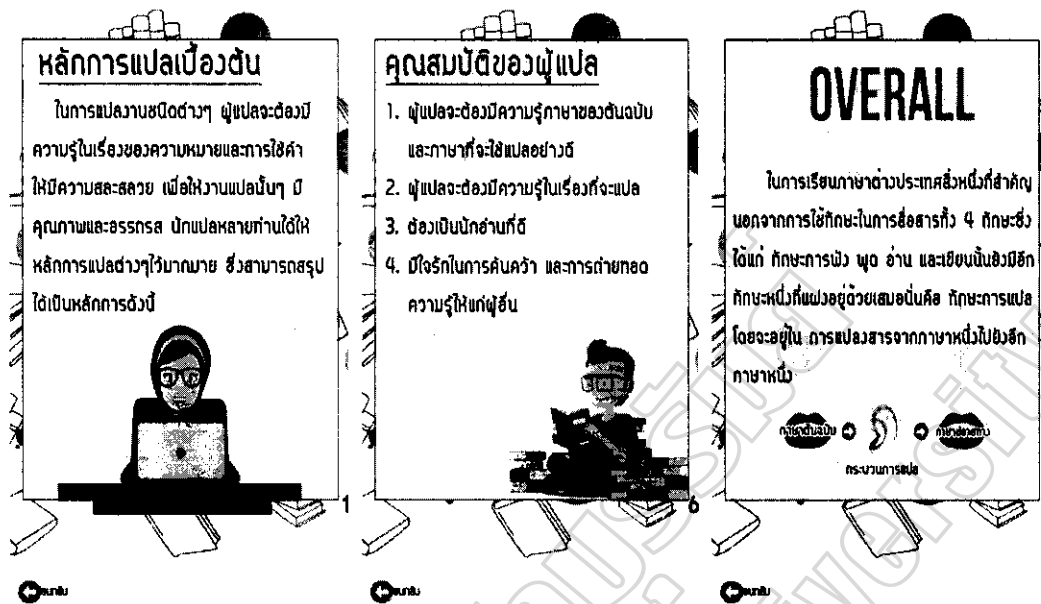 หลักการแปลเบื้องต้น
ในการแปลงานชนิดต่างๆ ผู้แปลจะต้องมี
ความรู้ในเรื่องของความหมายและการใช้คำ
ให้มีความสละสลวย เพื่อให้งานแปลนั้นๆ มี
คุณภาพและอรรถรส นักแปลหลายท่านได้ให้
หลักการแปลต่างๆไว้มากมาย ซึ่งสามารถสรุป
ได้เป็นหลักการดังนี้
1
คุณสมบัติของผู้แปล
1. ผู้แปลจะต้องมีความรู้ภาษาของต้นฉบับ
และภาษาที่จะใช้แปลอย่างดี
2. ผู้แปลจะต้องมีความรู้ในเรื่องที่จะแปล
3. ต้องเป็นนักอ่านที่ดี
4. มีใจรักในการค้นคว้า และการถ่ายทอด
ความรู้ให้แก่ผู้อื่น
6
OVERALL
ในการเรียนภาษาต่างประเทศสิ่งหนึ่งที่สำคัญ
นอกจากการใช้ทักษะในการสื่อสารทั้ง 4 ทักษะซึ่ง
ได้แก่ ทักษะการฟัง พูด อ่าน และเขียนนั้นยังมีอีก
ทักษะหนึ่งที่แฝงอยู่ด้วยเสมอนั่นคือ ทักษะการแปล
โดยจะอยู่ใน การแปลงสารจากภาษาหนึ่งไปยังอีก
ภาษาหนึ่ง
ภาษาต้นฉบับ
ภาษาปลายทาง
กระบวนการแปล